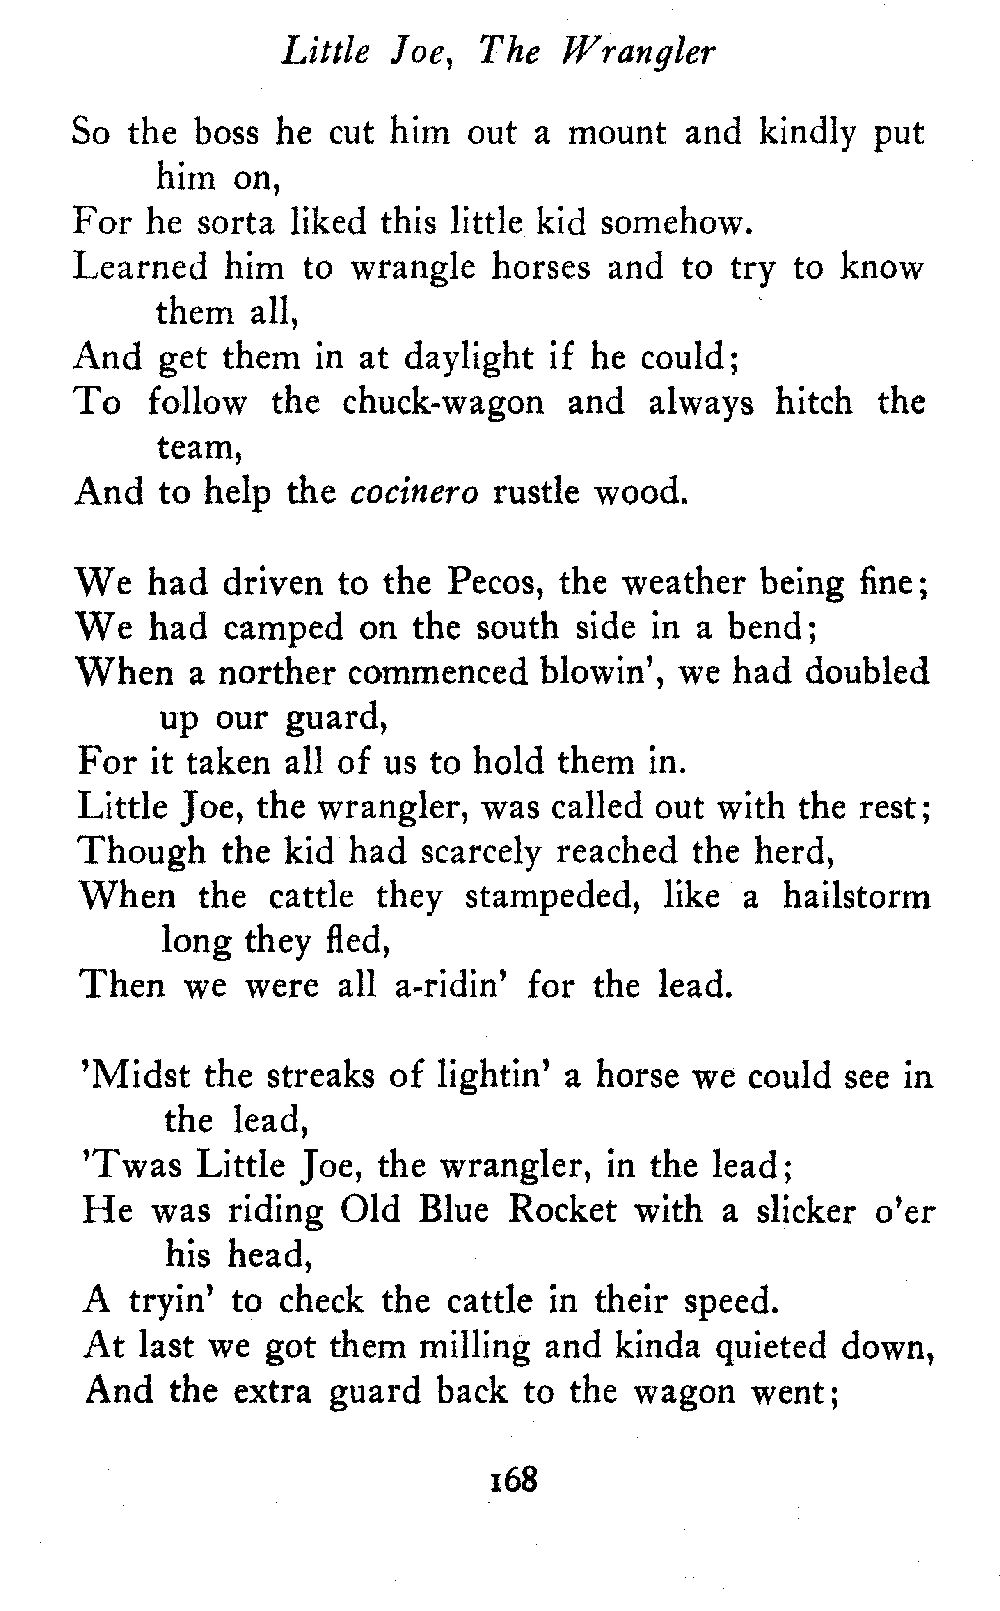 Little Joe, The Wrangler
So the boss he cut him out a mount and kindly put
him on,
For he sorta liked this little kid somehow.
Learned him to wrangle horses and to try to know
them all,
And get them in at daylight if he could;
To follow the chuck-wagon and always hitch the
team,
And to help the cocinero rustle wood.
We had driven to the Pecos, the weather being fine;
We had camped on the south side in a bend;
When a norther commenced blowin', we had doubled
up our guard,
For it taken all of us to hold them in.
Little Joe, the wrangler, was called out with the rest;
Though the kid had scarcely reached the herd,
When the cattle they stampeded, like a hailstorm
long they fled,
Then we were all a-ridin' for the lead.
'Midst the streaks of lightin' a horse we could see in
the lead,
'Twas Little Joe, the wrangler, in the lead;
He was riding Old Blue Rocket with a slicker o'er
his head,
A tryin' to check the cattle in their speed.
At last we got them milling and kinda quieted down,
And the extra guard back to the wagon went;
168